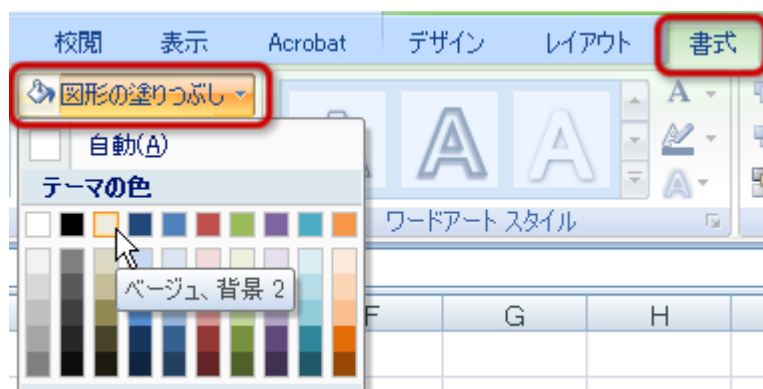 校閲 表示 Acrobat デザイン レイアウト 書式
図形の塗りつぶし
A
自動(A)
A A
A
テーマの色
ワードアート スタイル
ベージュ、背景 2
F G H